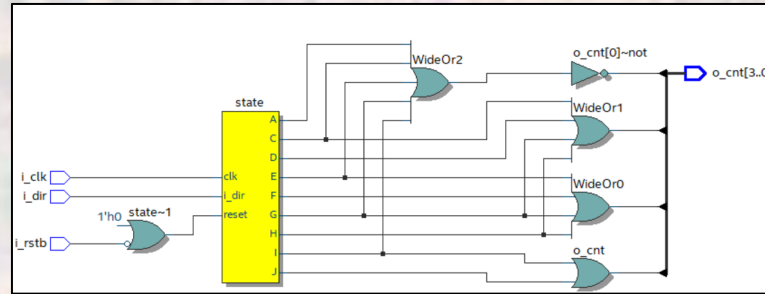 WideOr2
o_cnt[0]~not
o_cnt[3..0
state
WideOr1
A
C
D
i_clk
clk
E
WideOr0
i_dir
i_dir
F
1'h0
state~1
reset
G
i_rstb
H
I
o_cnt
J